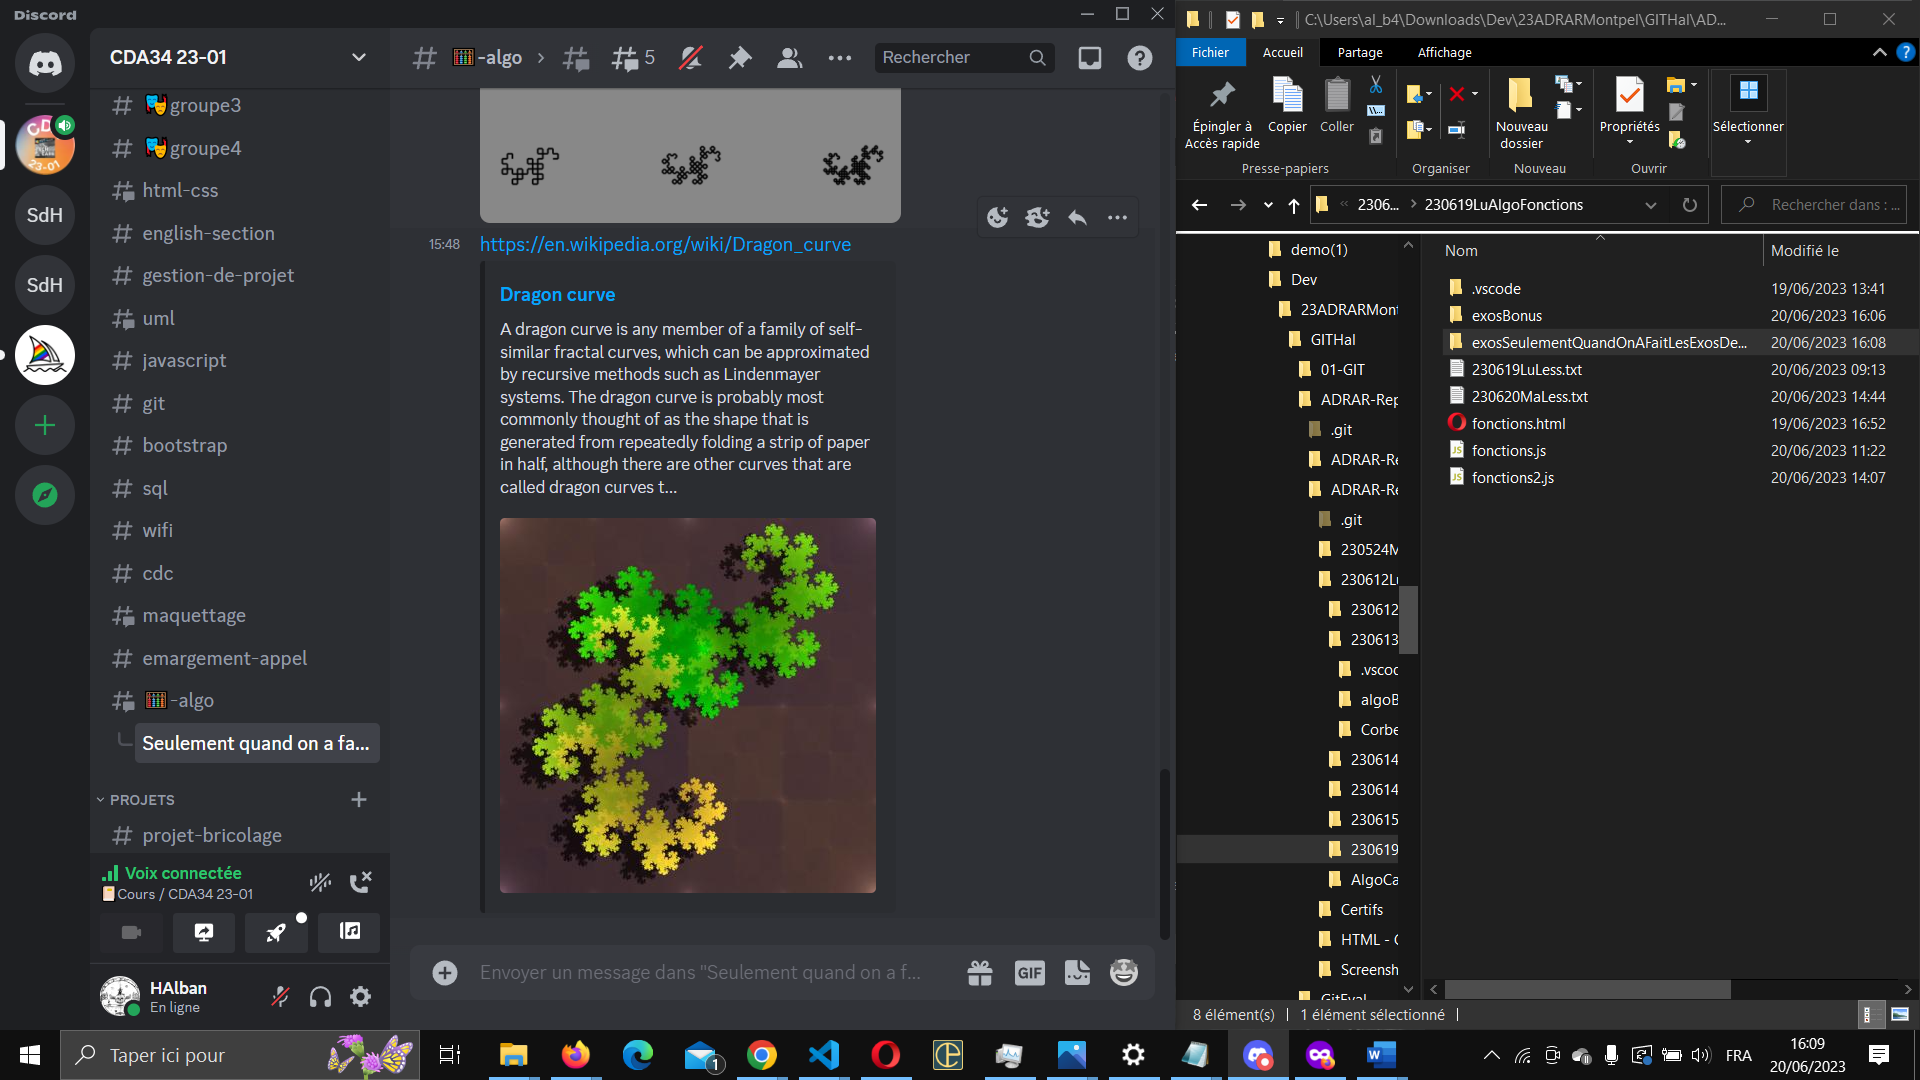 Discord
CDA34 23-01
groupe3
groupe4
html-css
english-section
gestion-de-projet
uml
javascript
git
bootstrap
sql
wifi
cdc
maquettage
emargement-appel
-algo
Seulement quand on a fa...
PROJETS
projet-bricolage
Voix connectée
Cours / CDA34 23-01
HAlban
En ligne
CD
23-01
SdH
SdH
-algo
5
Rechercher
15:48
https://en.wikipedia.org/wiki/Dragon_curve
Dragon curve
A dragon curve is any member of a family of self-
similar fractal curves, which can be approximated
by recursive methods such as Lindenmayer
systems. The dragon curve is probably most
commonly thought of as the shape that is
generated from repeatedly folding a strip of paper
in half, although there are other curves that are
called dragon curves t...
Envoyer un message dans "Seulement quand on a f...
GIF
C:\Users\al_b4\Downloads\Dev\23ADRARMontpel\GITHal\AD...
Fichier
Accueil
Partage
Affichage
Épingler à
Accès rapide
Copier
Coller
Nouveau
dossier
Propriétés
Sélectionner
Presse-papiers
Organiser
Nouveau
Ouvrir
« 2306... > 230619LuAlgoFonctions
Rechercher dans : ...
demo(1)
Dev
23ADRARMont
GITHal
01-GIT
ADRAR-Rep
.git
ADRAR-Re
ADRAR-Re
.git
230524M
230612Lu
230612
230613
.vscod
algoB
Corbe
230614
230614
230615
230619
AlgoCa
Certifs
HTML - C
Screensh
GitEval
Nom
Modifié le
.vscode 19/06/2023 13:41
exosBonus 20/06/2023 16:06
exosSeulementQuandOnAFaitLesExosDe... 20/06/2023 16:08
230619LuLess.txt 20/06/2023 09:13
230620MaLess.txt 20/06/2023 14:44
fonctions.html 19/06/2023 16:52
fonctions.js 20/06/2023 11:22
fonctions2.js 20/06/2023 14:07
8 élément(s)
1 élément sélectionné
Taper ici pour
1
FRA
16:09
20/06/2023